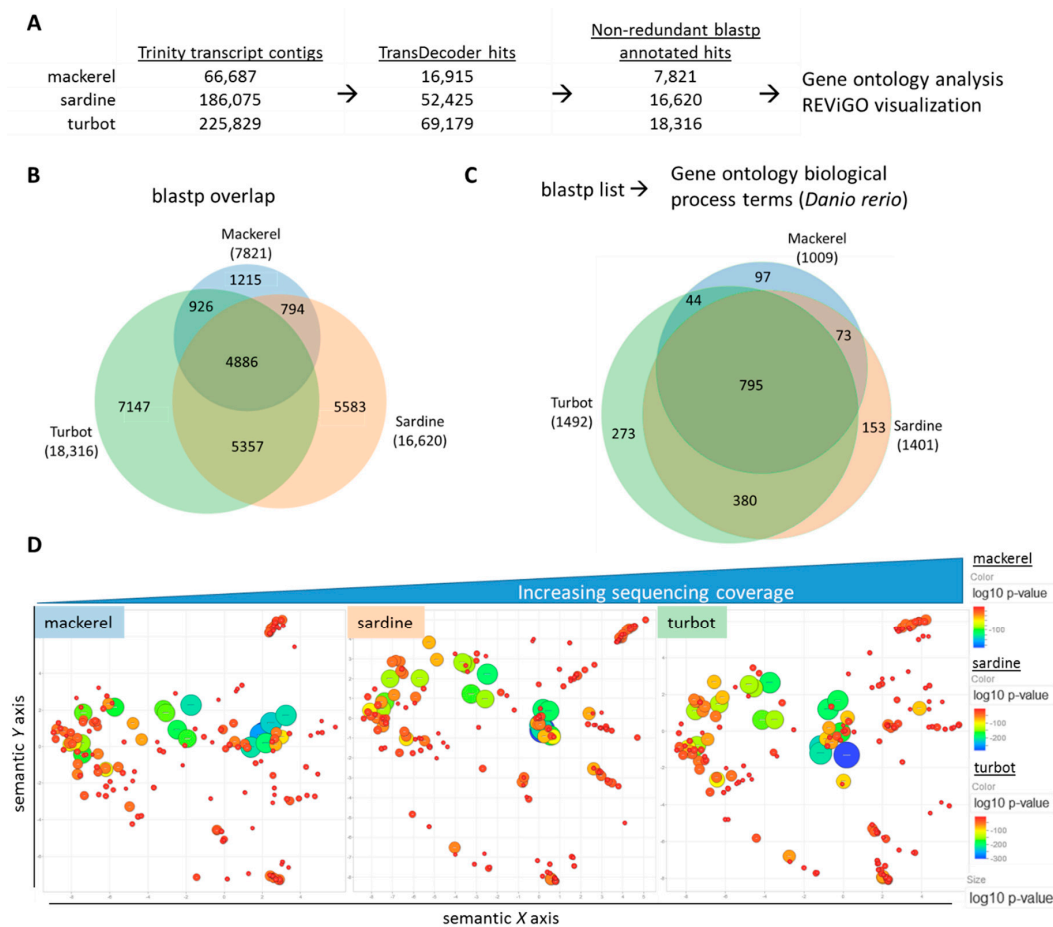 A
Trinity transcript contigs TransDecoder hits Non-redundant blastp annotated hits
mackerel 66,687 16,915 7,821
sardine 186,075 → 52,425 → 16,620 →
turbot 225,829 69,179 18,316
Gene ontology analysis
REViGO visualization
B
blastp overlap
Mackerel
(7821)
1215
926
794
4886
7147
5583
5357
Turbot
(18,316)
Sardine
(16,620)
C
blastp list → Gene ontology biological
process terms (Danio rerio)
Mackerel
(1009)
97
44
73
795
Turbot
(1492)
273
153
Sardine
(1401)
380
D
Increasing sequencing coverage
mackerel
sardine
turbot
semantic Y axis
semantic X axis
mackerel
Color
log10 p-value
-100
sardine
Color
log10 p-value
-100
-200
turbot
Color
log10 p-value
-100
-200
-300
Size
log10 p-value